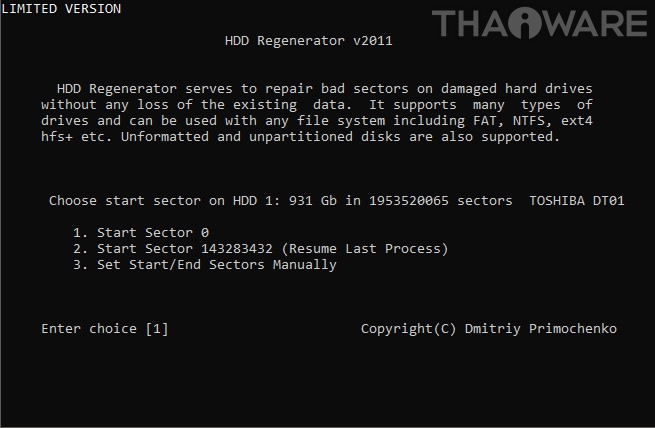 LIMITED VERSION
THAiWARE
HDD Regenerator v2011
HDD Regenerator serves to repair bad sectors on damaged hard drives
without any loss of the existing data. It supports many types of
drives and can be used with any file system including FAT, NTFS, ext4
hfs+ etc. Unformatted and unpartitioned disks are also supported.
Choose start sector on HDD 1: 931 Gb in 1953520065 sectors TOSHIBA DT01
1. Start Sector 0
2. Start Sector 143283432 (Resume Last Process)
3. Set Start/End Sectors Manually
Enter choice [1] Copyright(C) Dmitriy Primochenko